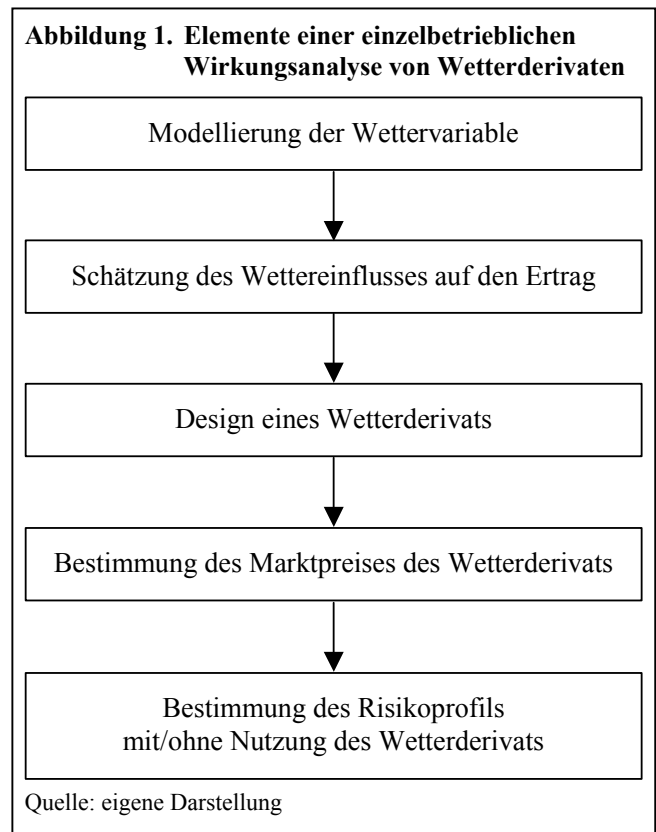 Abbildung 1. Elemente einer einzelbetrieblichen
Wirkungsanalyse von Wetterderivaten
Modellierung der Wettervariable
Schätzung des Wettereinflusses auf den Ertrag
Design eines Wetterderivats
Bestimmung des Marktpreises des Wetterderivats
Bestimmung des Risikoprofils
mit/ohne Nutzung des Wetterderivats
Quelle: eigene Darstellung